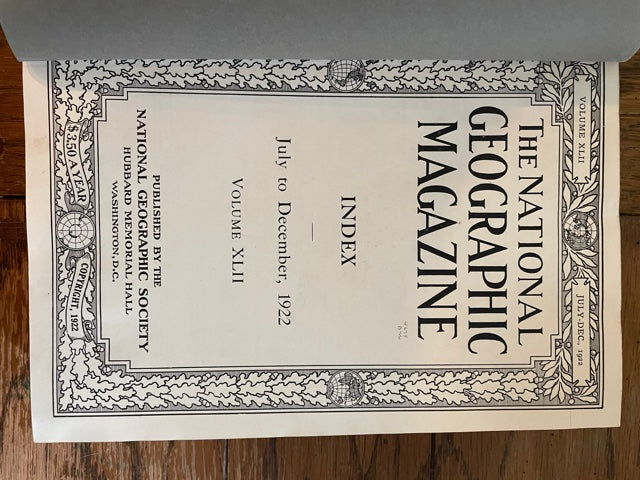 VOLUME XLII
JULY-DEC., 1922
THE NATIONAL
GEOGRAPHIC
MAGAZINE
INDEX
July to December, 1922
VOLUME XLII
PUBLISHED BY THE
NATIONAL GEOGRAPHIC SOCIETY
HUBBARD MEMORIAL HALL
WASHINGTON, D.C.
$3.50 A YEAR
COPYRIGHT, 1922